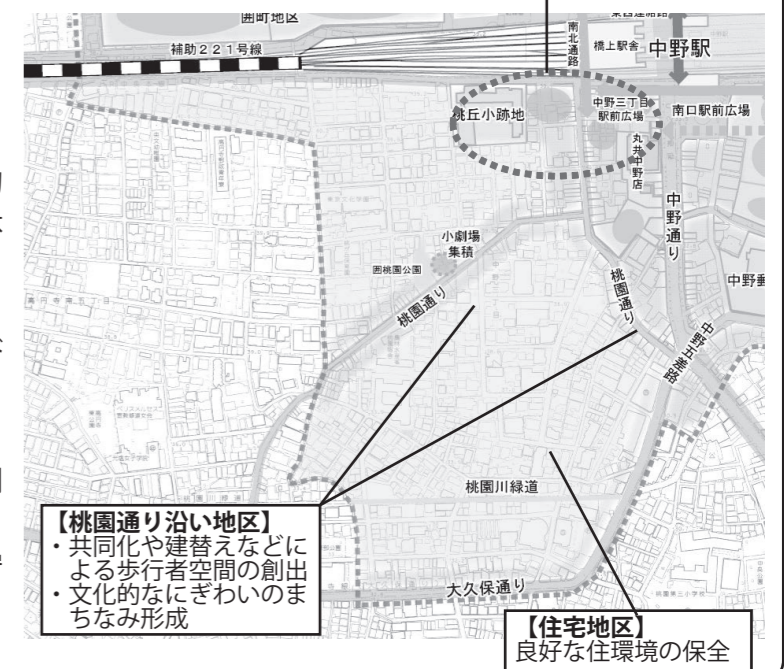 囲町地区
補助221号線
南北通路
橋上駅舎
中野駅
桃丘小跡地
中野三丁目
駅前広場
南口駅前広場
丸井中野店
中野通り
小劇場
集積
囲桃園公園
桃園通り
桃園通り
中野五差路
桃園川緑道
大久保通り
桃園第三小学校
【桃園通り沿い地区】
・共同化や建替えなどに
よる歩行者空間の創出
・文化的なにぎわいのま
ちなみ形成
【住宅地区】
良好な住環境の保全